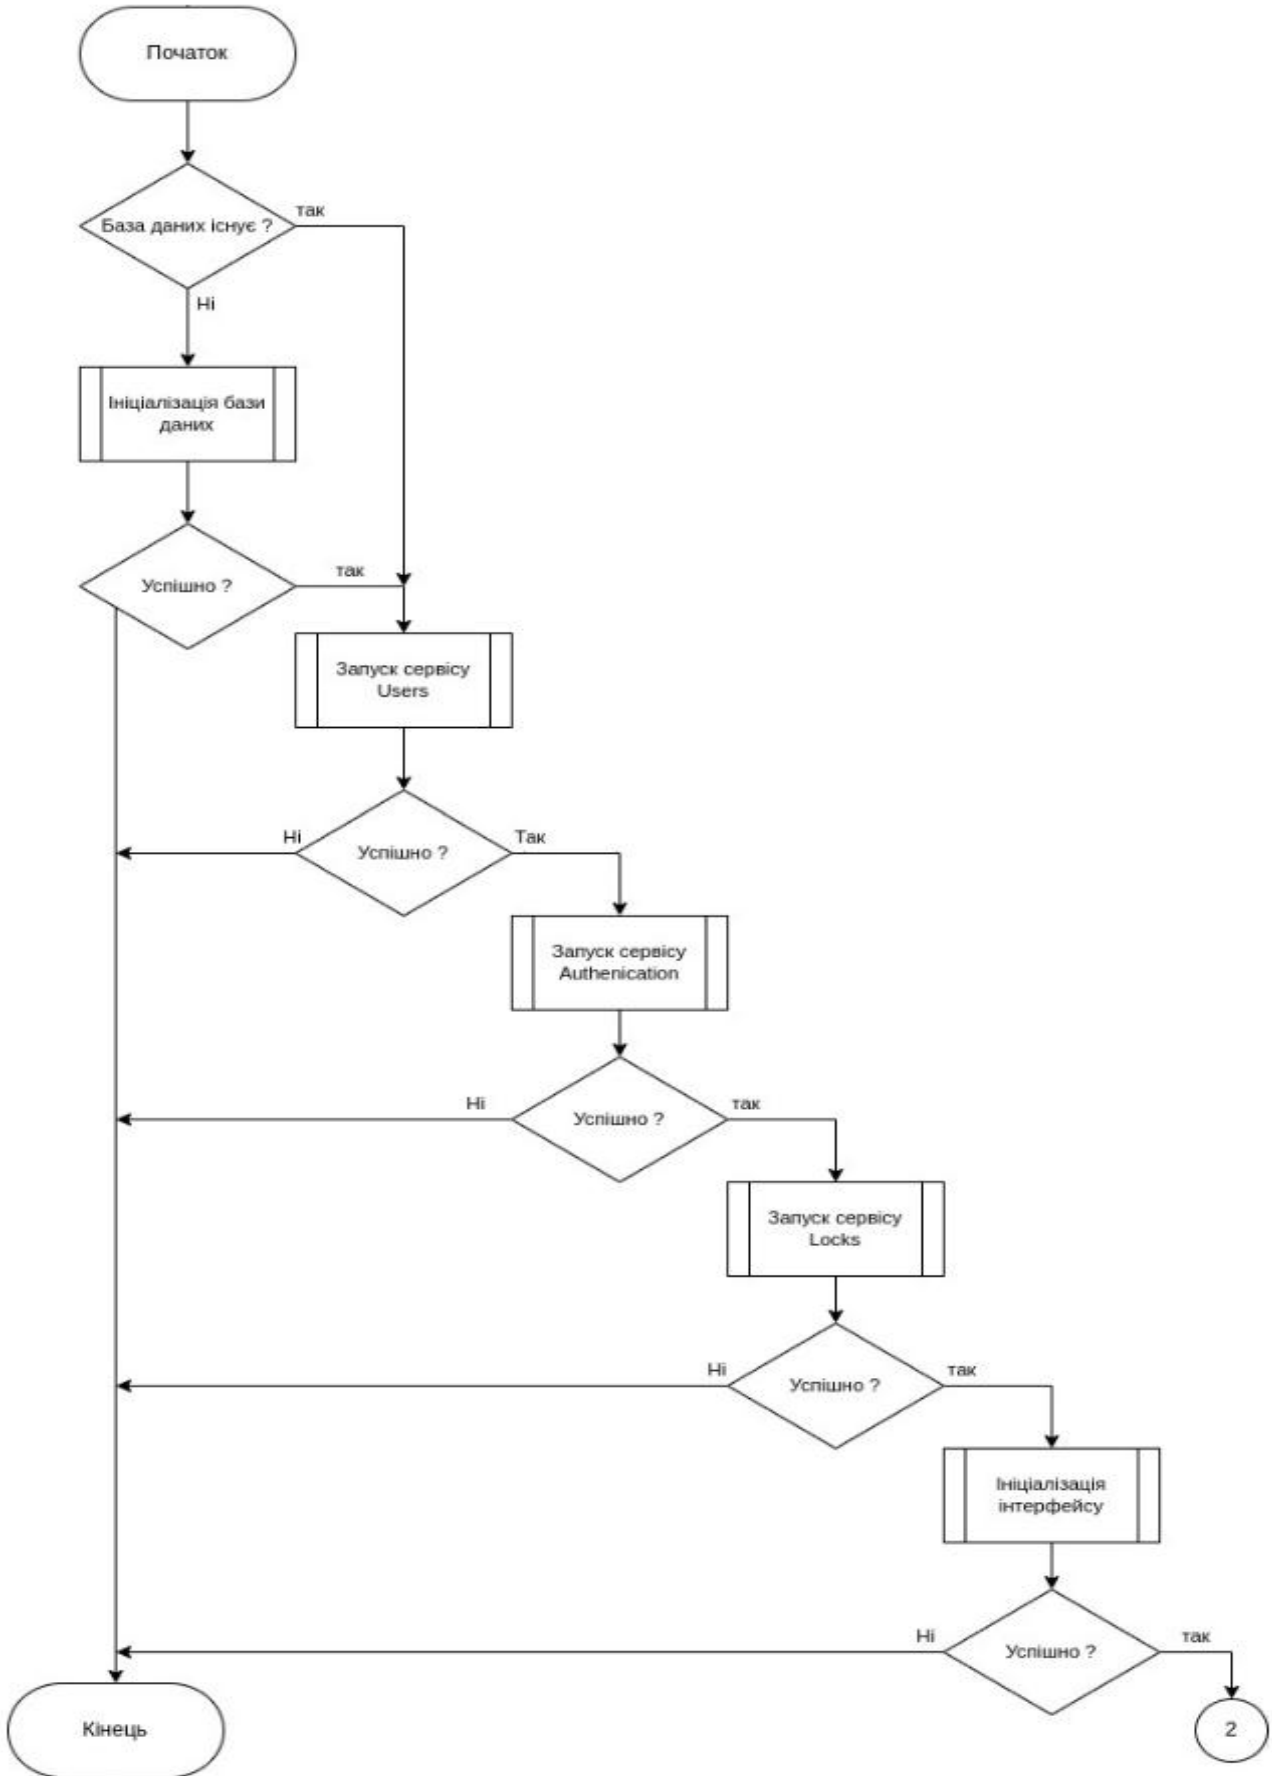 Початок
База даних існує ?
так
Ні
Ініціалізація бази
даних
Успішно ?
так
Запуск сервісу
Users
Ні
Успішно ?
Так
Запуск сервісу
Authenication
Ні
Успішно ?
так
Запуск сервісу
Locks
Ні
Успішно ?
так
Ініціалізація
інтерфейсу
Ні
Успішно ?
так
Кінець
2